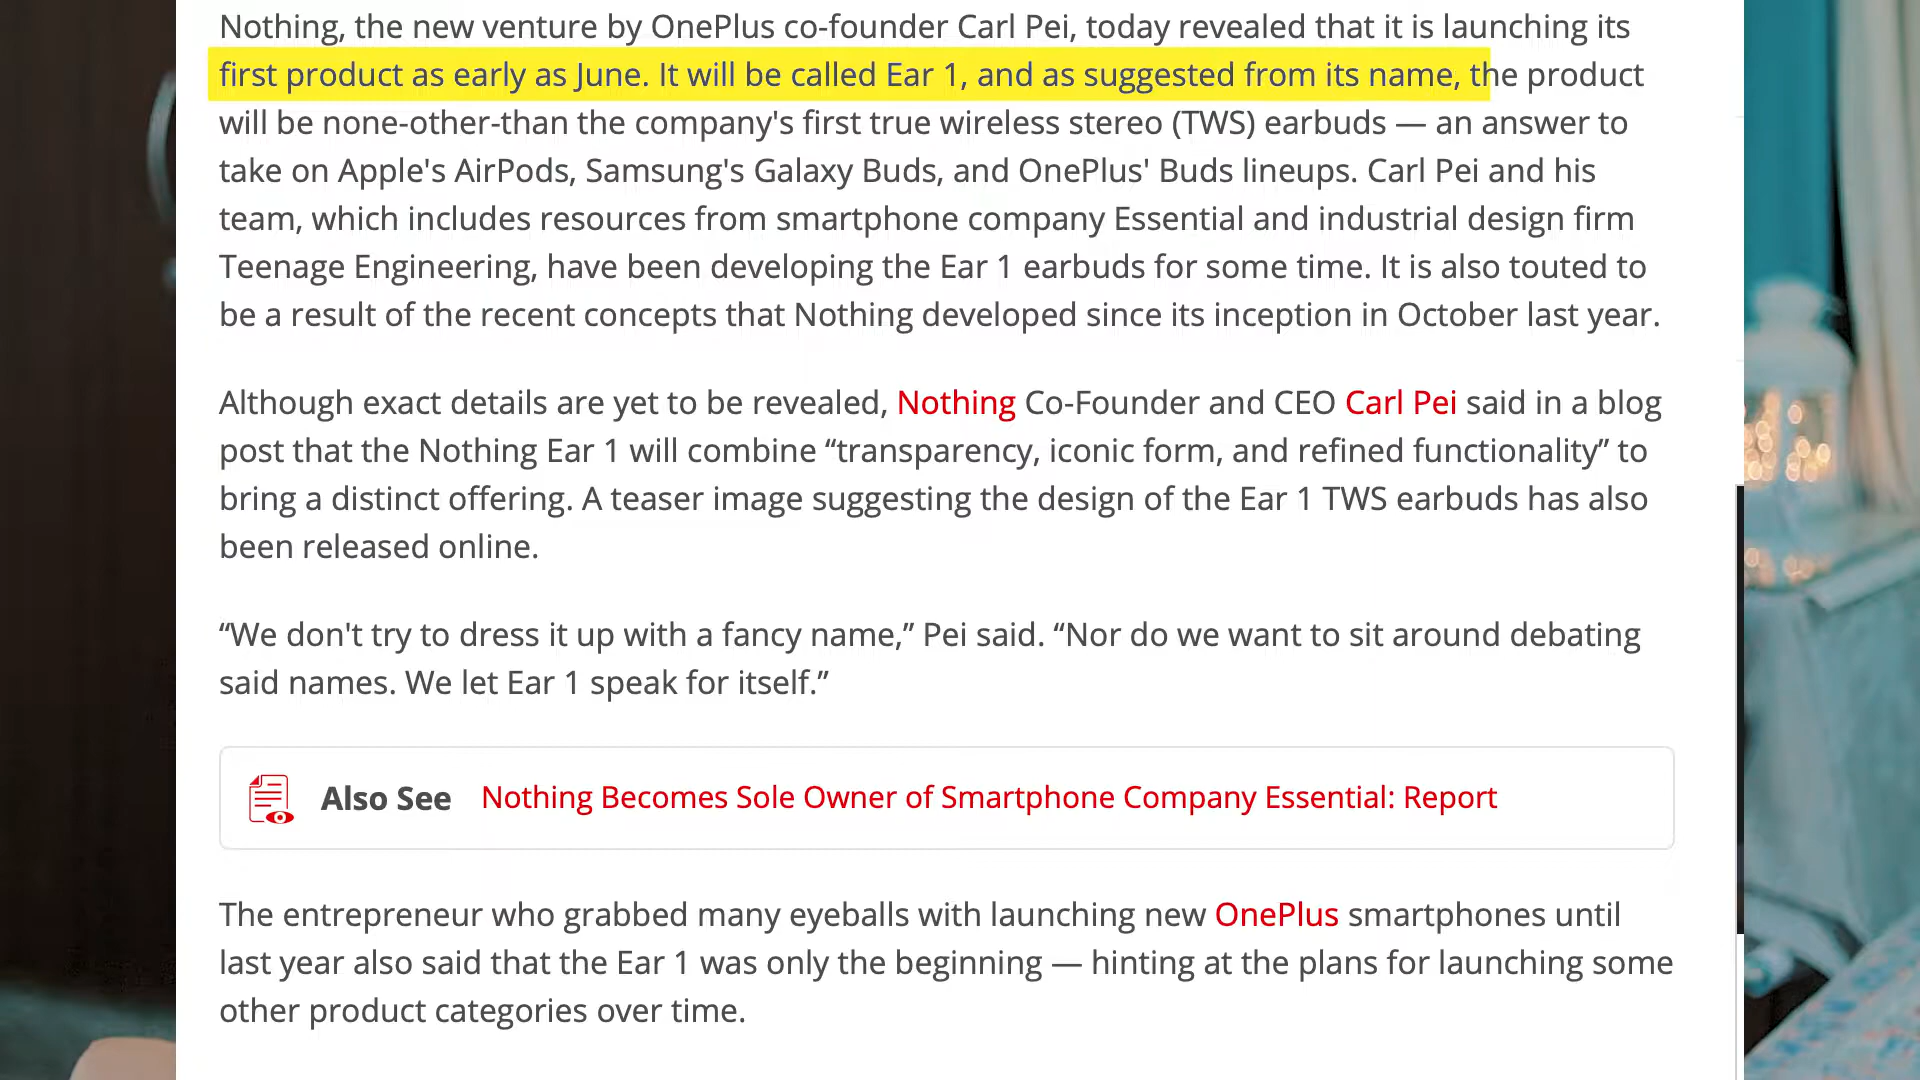 Nothing, the new venture by OnePlus co-founder Carl Pei, today revealed that it is launching its
first product as early as June. It will be called Ear 1, and as suggested from its name, the product
will be none-other-than the company's first true wireless stereo (TWS) earbuds — an answer to
take on Apple's AirPods, Samsung's Galaxy Buds, and OnePlus' Buds lineups. Carl Pei and his
team, which includes resources from smartphone company Essential and industrial design firm
Teenage Engineering, have been developing the Ear 1 earbuds for some time. It is also touted to
be a result of the recent concepts that Nothing developed since its inception in October last year.
Although exact details are yet to be revealed, Nothing Co-Founder and CEO Carl Pei said in a blog
post that the Nothing Ear 1 will combine “transparency, iconic form, and refined functionality” to
bring a distinct offering. A teaser image suggesting the design of the Ear 1 TWS earbuds has also
been released online.
“We don't try to dress it up with a fancy name,” Pei said. “Nor do we want to sit around debating
said names. We let Ear 1 speak for itself.”
Also See Nothing Becomes Sole Owner of Smartphone Company Essential: Report
The entrepreneur who grabbed many eyeballs with launching new OnePlus smartphones until
last year also said that the Ear 1 was only the beginning — hinting at the plans for launching some
other product categories over time.